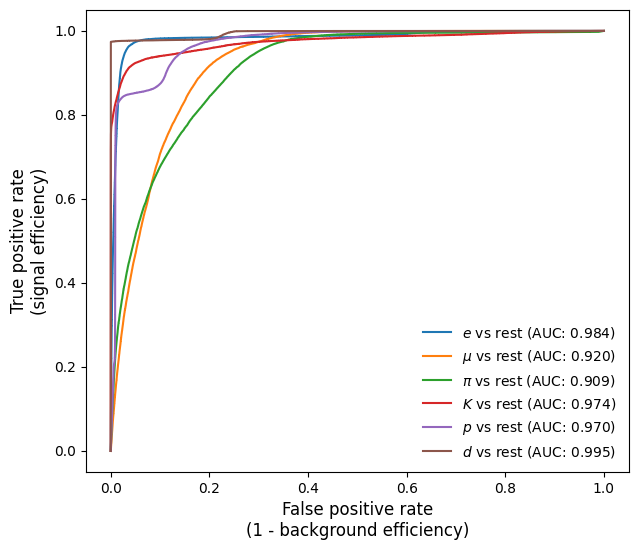 True positive rate
(signal efficiency)
1.0
0.8
0.6
0.4
0.2
0.0
0.0 0.2 0.4 0.6 0.8 1.0
False positive rate
(1 - background efficiency)
e vs rest (AUC: 0.984)
μ vs rest (AUC: 0.920)
π vs rest (AUC: 0.909)
K vs rest (AUC: 0.974)
p vs rest (AUC: 0.970)
d vs rest (AUC: 0.995)